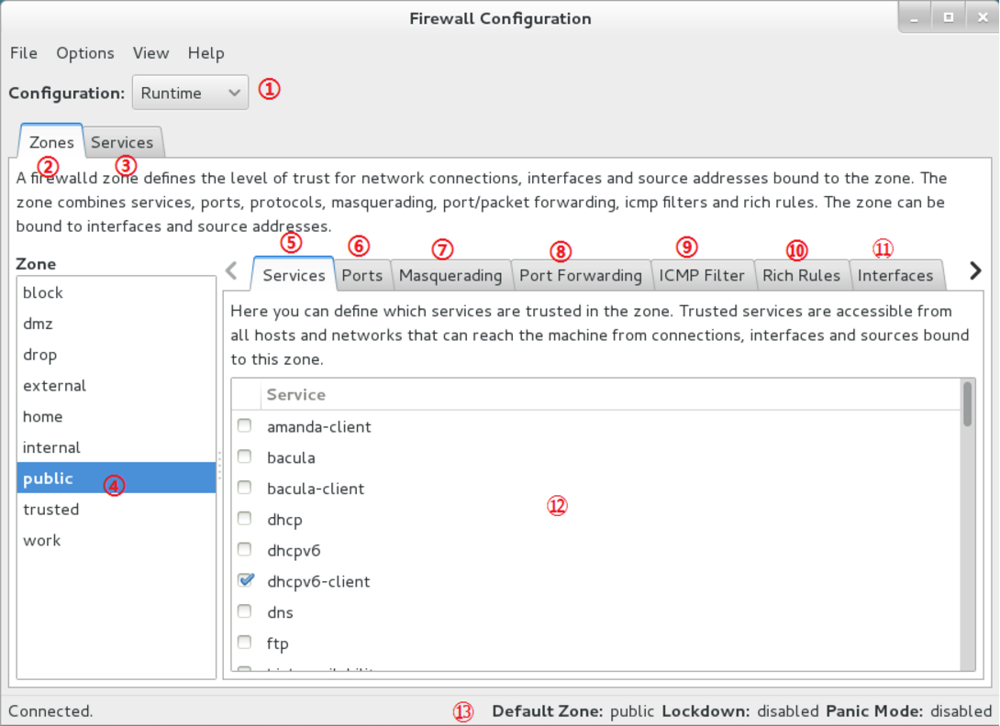 Firewall Configuration
File Options View Help
Configuration: Runtime ①
Zones Services
② ③
A firewalld zone defines the level of trust for network connections, interfaces and source addresses bound to the zone. The
zone combines services, ports, protocols, masquerading, port/packet forwarding, icmp filters and rich rules. The zone can be
bound to interfaces and source addresses.
⑤ ⑥ ⑦ ⑧ ⑨ ⑩ ⑪
Zone
Services Ports Masquerading Port Forwarding ICMP Filter Rich Rules Interfaces
block
dmz
drop
external
home
internal
public ④
trusted
work
Here you can define which services are trusted in the zone. Trusted services are accessible from
all hosts and networks that can reach the machine from connections, interfaces and sources bound
to this zone.
Service
amanda-client
bacula
bacula-client
⑫
dhcp
dhcpv6
dhcpv6-client
dns
ftp
Connected. ⑬ Default Zone: public Lockdown: disabled Panic Mode: disabled